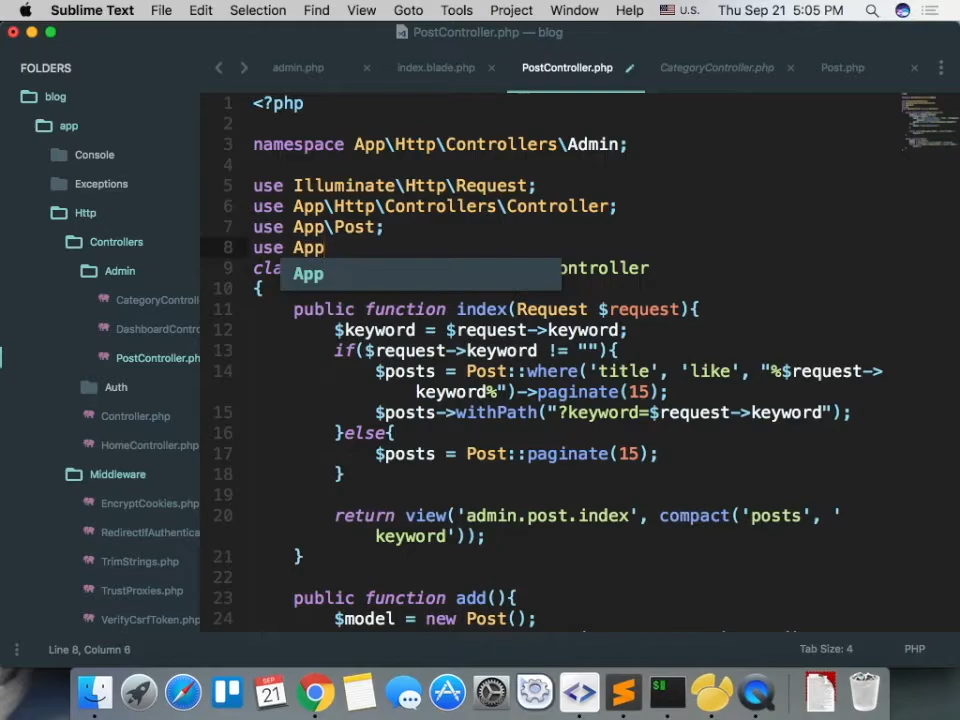 Sublime Text File Edit Selection Find View Goto Tools Project Window Help U.S. Thu Sep 21 5:05 PM
PostController.php — blog
FOLDERS
blog
app
Console
Exceptions
Http
Controllers
Admin
CategoryControll
DashboardContro
PostController.ph
Auth
Controller.php
HomeController.php
Middleware
EncryptCookies.php
RedirectIfAuthentica
TrimStrings.php
TrustProxies.php
VerifyCsrfToken.php
admin.php index.blade.php PostController.php CategoryController.php Post.php
1 <?php
2
3 namespace App\Http\Controllers\Admin;
4
5 use Illuminate\Http\Request;
6 use App\Http\Controllers\Controller;
7 use App\Post;
8 use App
9 cla ontroller
App
10 {
11 public function index(Request $request){
12 $keyword = $request->keyword;
13 if($request->keyword != ""){
14 $posts = Post::where('title', 'like', "%$request->
keyword%")->paginate(15);
15 $posts->withPath("?keyword=$request->keyword");
16 }else{
17 $posts = Post::paginate(15);
18 }
19
20 return view('admin.post.index', compact('posts', '
keyword'));
21 }
22
23 public function add(){
24 $model = new Post();
Line 8, Column 6 Tab Size: 4 PHP
SEP
21